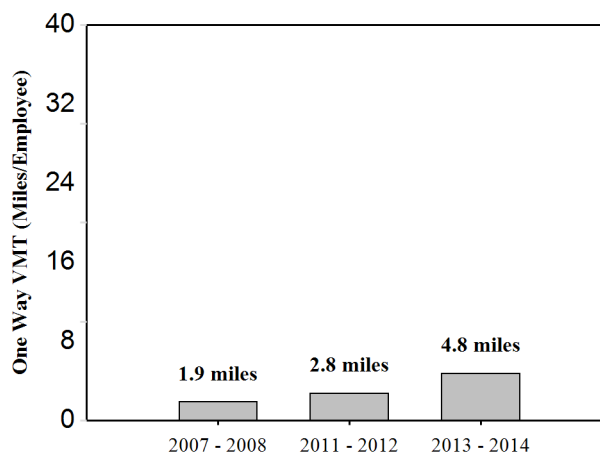 One Way VMT (Miles/Employee)
40
32
24
16
8
0
1.9 miles
2.8 miles
4.8 miles
2007 - 2008
2011 - 2012
2013 - 2014